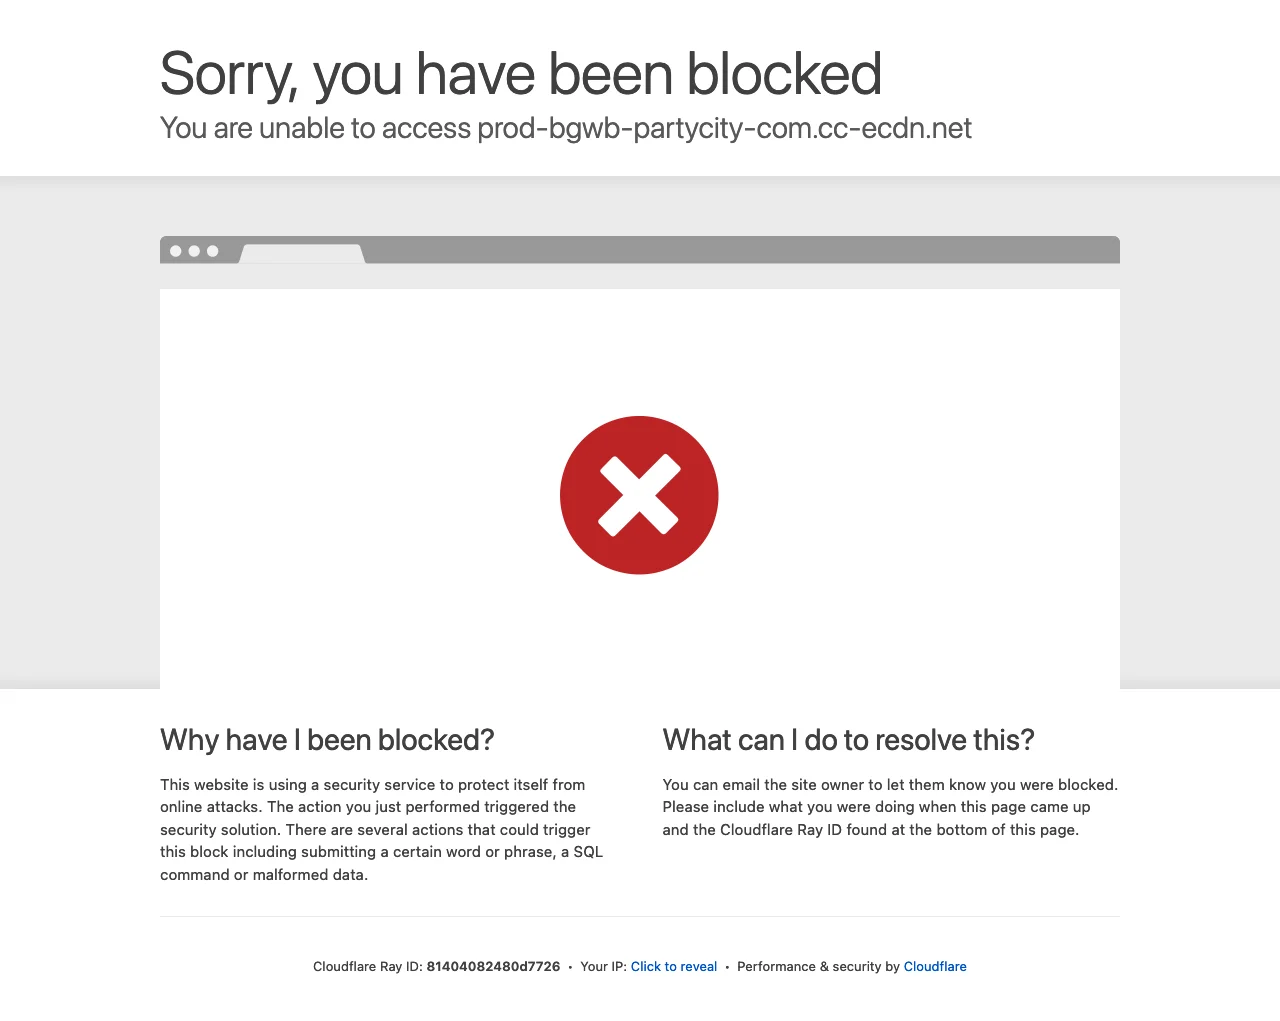 Sorry, you have been blocked
You are unable to access prod-bgwb-partycity-com.cc-ecdn.net
Why have I been blocked?
This website is using a security service to protect itself from
online attacks. The action you just performed triggered the
security solution. There are several actions that could trigger
this block including submitting a certain word or phrase, a SQL
command or malformed data.
What can I do to resolve this?
You can email the site owner to let them know you were blocked.
Please include what you were doing when this page came up
and the Cloudflare Ray ID found at the bottom of this page.
Cloudflare Ray ID: 81404082480d7726 • Your IP: Click to reveal • Performance & security by Cloudflare